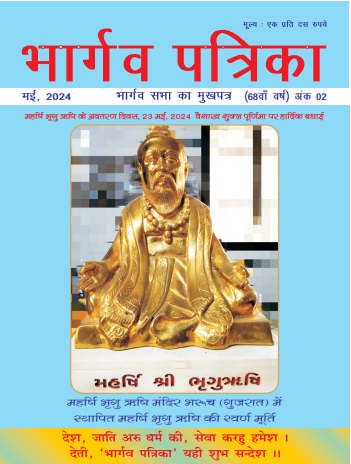 मूल्य : एक प्रति दस रुपये
भार्गव पत्रिका
मई, 2024 भार्गव सभा का मुखपत्र (68वाँ वर्ष) अंक 02
महर्षि भृगु ऋषि के अवतरण दिवस, 23 मई, 2024 वैशाख शुक्ल पूर्णिमा पर हार्दिक बधाई
મહર્ષિ શ્રી ભૃગુઋષિ
महर्षि भृगु ऋषि मंदिर भरूच (गुजरात) में
स्थापित महर्षि भृगु ऋषि की स्वर्ण मूर्ति
देश, जाति अरु धर्म की, सेवा करहु हमेश ।
देती, 'भार्गव पत्रिका' यही शुभ सन्देश ।।